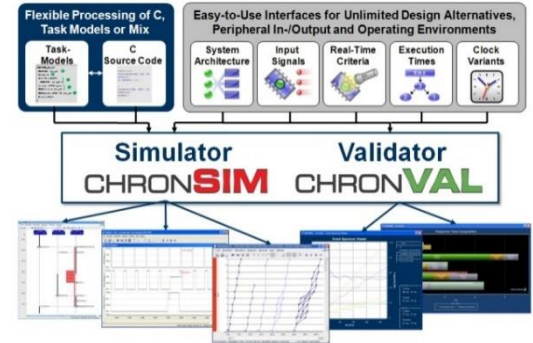 Flexible Processing of C,
Task Models or Mix
Task-
Models
C
Source Code
Easy-to-Use Interfaces for Unlimited Design Alternatives,
Peripheral In-/Output and Operating Environments
System
Architecture
Input
Signals
Real-Time
Criteria
Execution
Times
Clock
Variants
Simulator
CHRONSIM
Validator
CHRONVAL